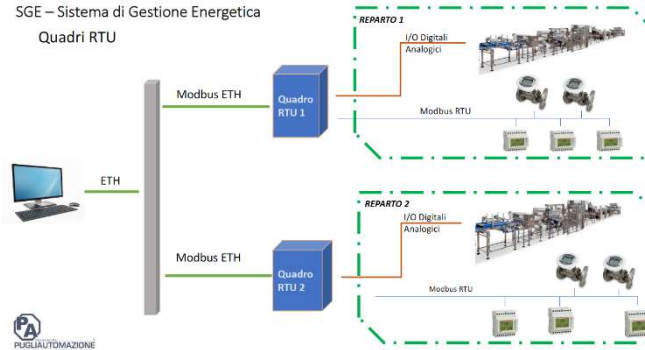 SGE – Sistema di Gestione Energetica
Quadri RTU
REPARTO 1
I/O Digitali
Analogici
Modbus ETH
Quadro
RTU 1
Modbus RTU
ETH
REPARTO 2
I/O Digitali
Analogici
Modbus ETH
Quadro
RTU 2
Modbus RTU
PA
PUGLIAUTOMAZIONE